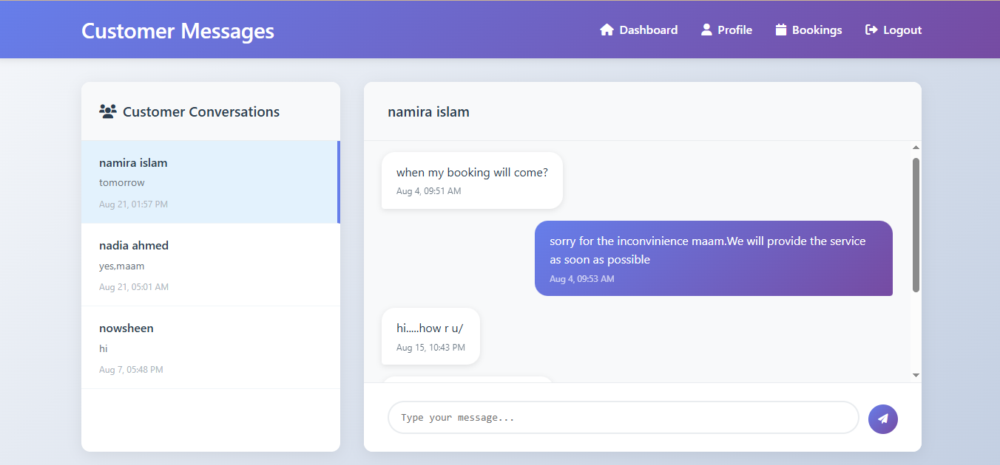 Customer Messages
Dashboard
Profile
Bookings
Logout
Customer Conversations
namira islam
tomorrow
Aug 21, 01:57 PM
nadia ahmed
yes,maam
Aug 21, 05:01 AM
nowsheen
hi
Aug 7, 05:48 PM
namira islam
when my booking will come?
Aug 4, 09:51 AM
sorry for the inconvinience maam.We will provide the service
as soon as possible
Aug 4, 09:53 AM
hi.....how r u/
Aug 15, 10:43 PM
Type your message...